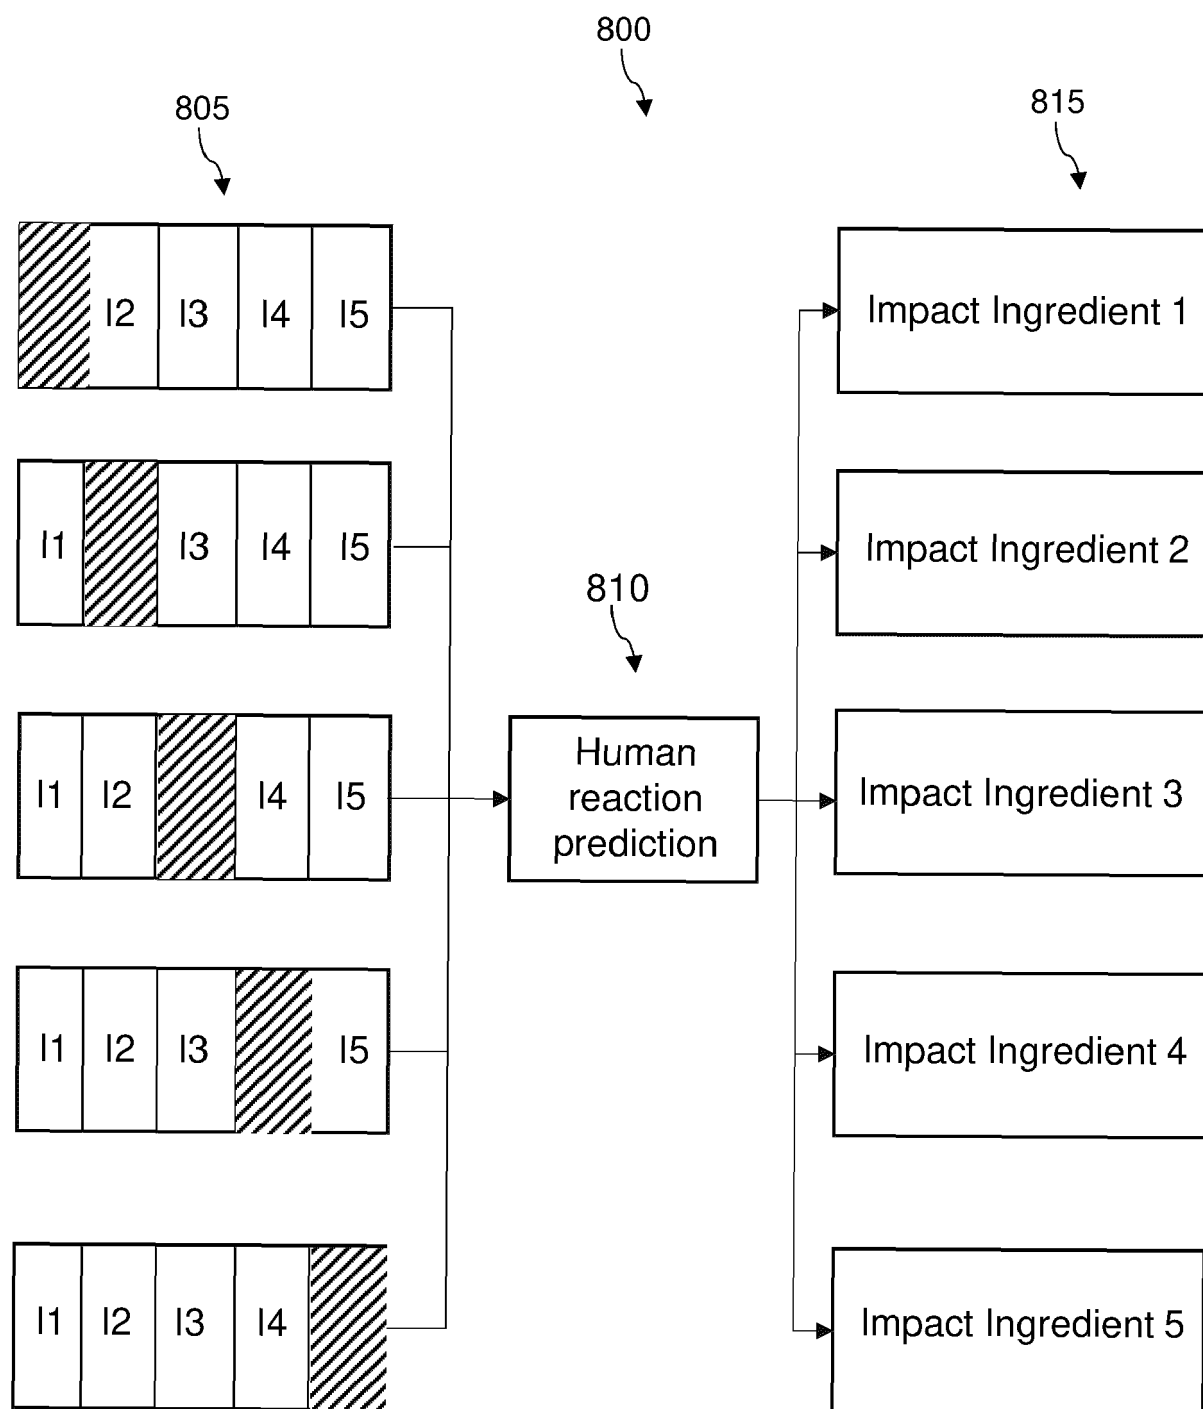 800
805
815
I2 I3 I4 I5
Impact Ingredient 1
I1 I3 I4 I5
Impact Ingredient 2
810
I1 I2 I4 I5
Human
reaction
prediction
Impact Ingredient 3
I1 I2 I3 I5
Impact Ingredient 4
I1 I2 I3 I4
Impact Ingredient 5